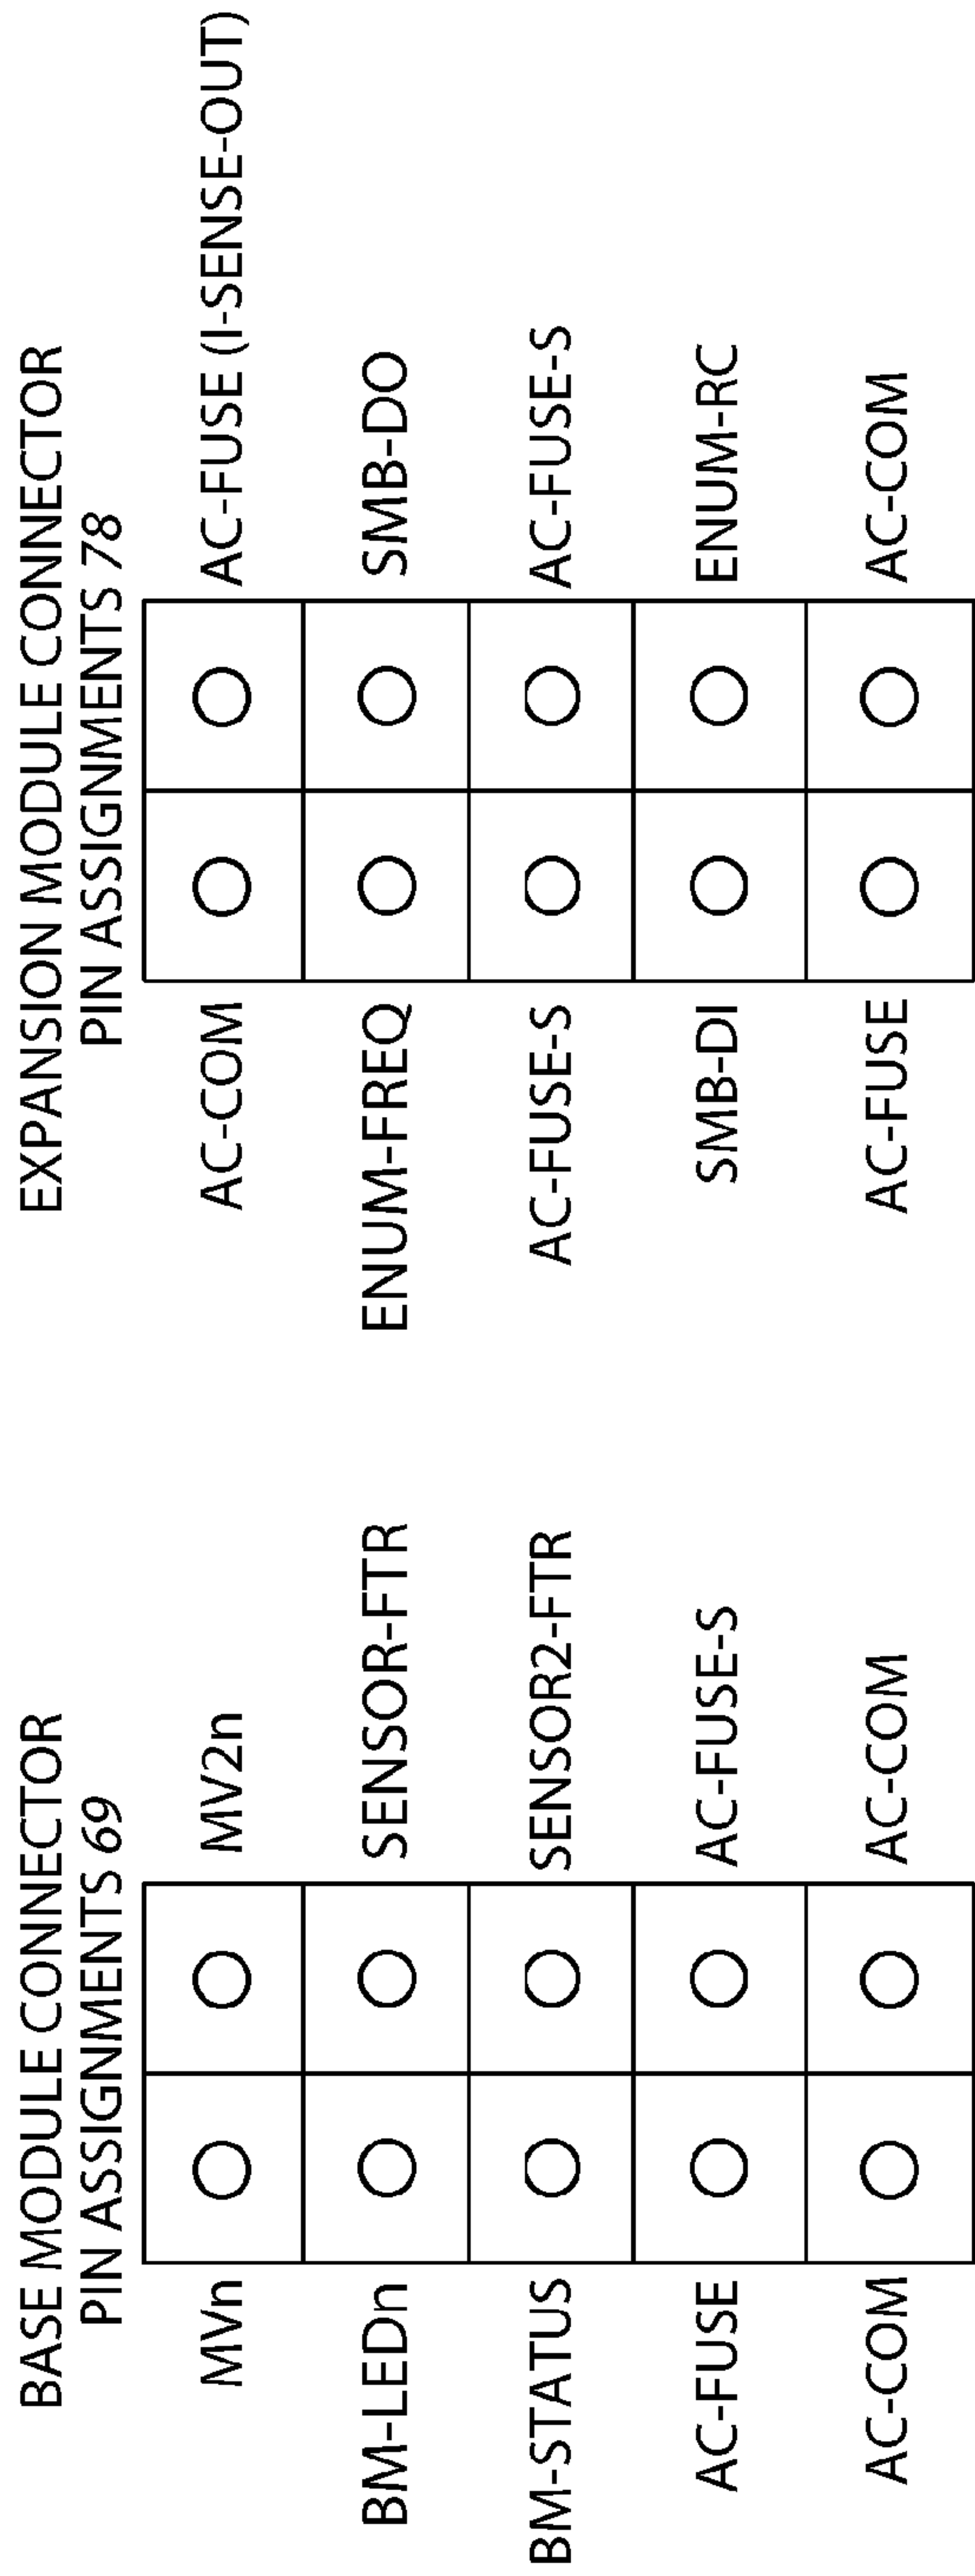 BASE MODULE CONNECTOR
PIN ASSIGNMENTS 69
MVn
MV2n
BM-LEDn
SENSOR-FTR
BM-STATUS
SENSOR2-FTR
AC-FUSE
AC-FUSE-S
AC-COM
AC-COM
EXPANSION MODULE CONNECTOR
PIN ASSIGNMENTS 78
AC-COM
AC-FUSE (I-SENSE-OUT)
ENUM-FREQ
SMB-DO
AC-FUSE-S
AC-FUSE-S
SMB-DI
ENUM-RC
AC-FUSE
AC-COM